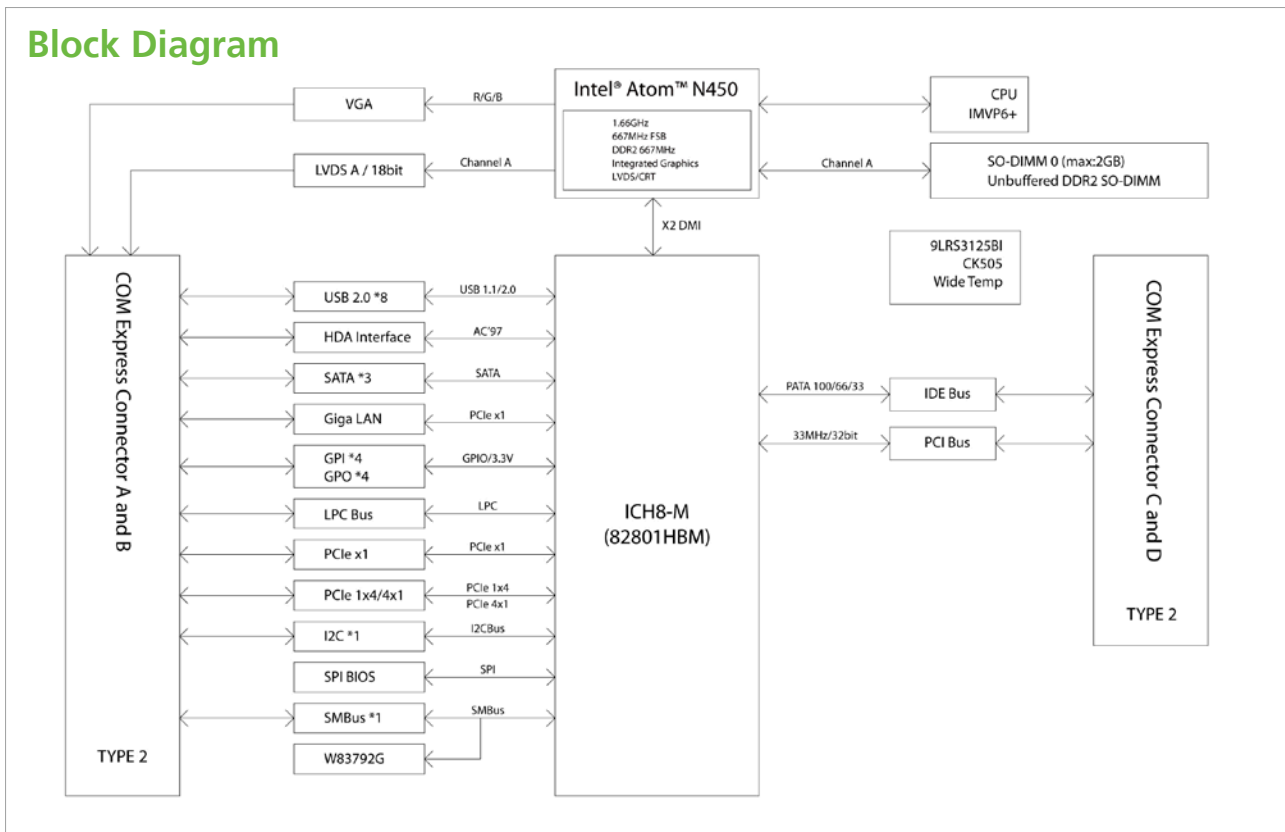 Block Diagram
Intel® Atom™ N450
1.66GHz
667MHz FSB
DDR2 667MHz
Integrated Graphics
LVDS/CRT
VGA
R/G/B
CPU
IMVP6+
LVDS A / 18bit
Channel A
Channel A
SO-DIMM 0 (max:2GB)
Unbuffered DDR2 SO-DIMM
X2 DMI
9LRS3125BI
CK505
Wide Temp
COM Express Connector A and B
TYPE 2
USB 2.0 *8
USB 1.1/2.0
HDA Interface
AC'97
SATA *3
SATA
Giga LAN
PCIe x1
GPI *4
GPO *4
GPIO/3.3V
LPC Bus
LPC
PCIe x1
PCIe x1
PCIe 1x4/4x1
PCIe 1x4
PCIe 4x1
I2C *1
I2CBus
SPI BIOS
SPI
SMBus *1
SMBus
W83792G
ICH8-M
(82801HBM)
PATA 100/66/33
IDE Bus
33MHz/32bit
PCI Bus
COM Express Connector C and D
TYPE 2